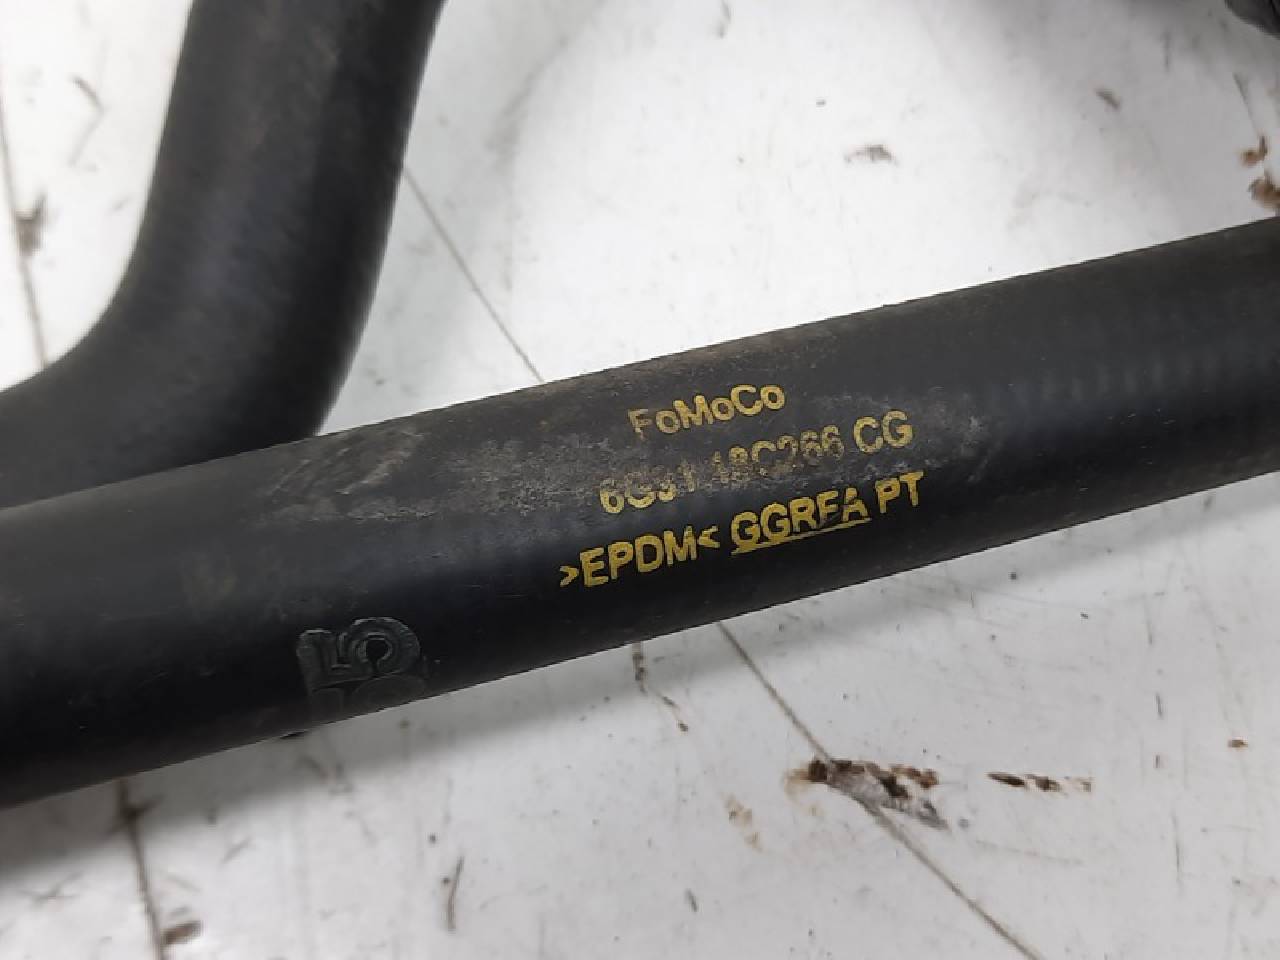 FoMoCo
6G91 18C266 CG
>EPDM< GGRFA PT